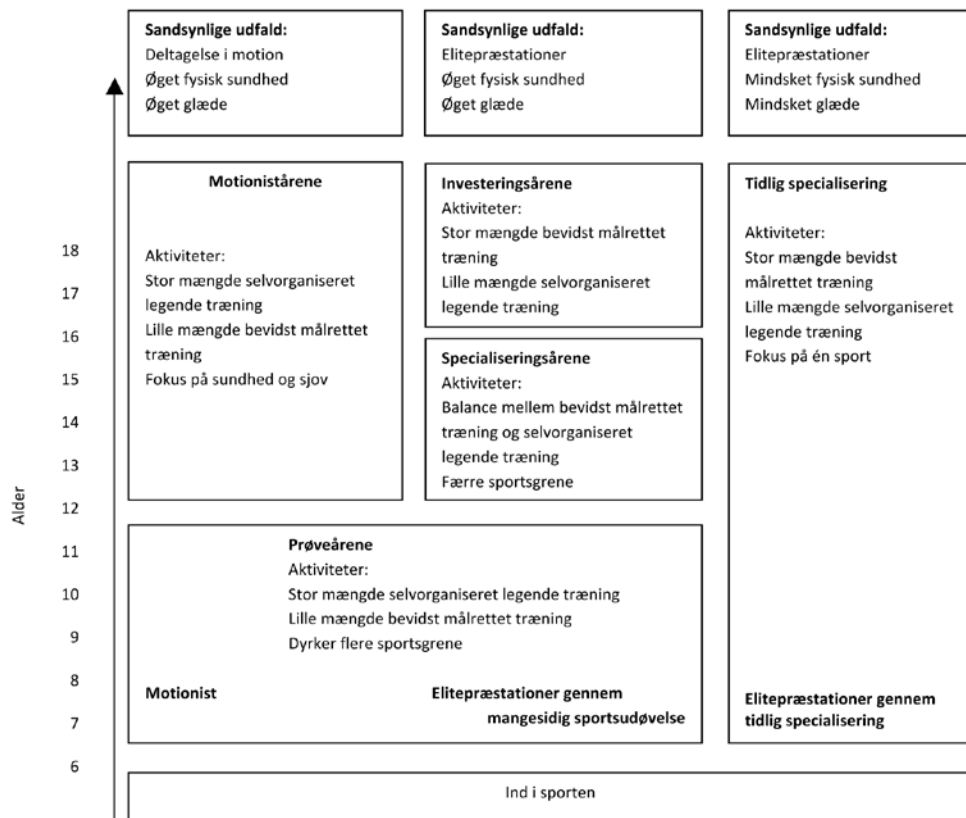 Sandsynlige udfald:
Deltagelse i motion
Øget fysisk sundhed
Øget glæde
Sandsynlige udfald:
Elitepræstationer
Øget fysisk sundhed
Øget glæde
Sandsynlige udfald:
Elitepræstationer
Mindsket fysisk sundhed
Mindsket glæde
Motioniståרene
Aktiviteter:
Stor mængde selvorganiseret
legende træning
Lille mængde bevidst målrettet
træning
Fokus på sundhed og sjov
Investeringsårene
Aktiviteter:
Stor mængde bevidst målrettet
træning
Lille mængde selvorganiseret
legende træning
Specialiseringsårene
Aktiviteter:
Balance mellem bevidst målrettet
træning og selvorganiseret
legende træning
Færre sportsgrene
Tidlig specialisering
Aktiviteter:
Stor mængde bevidst
målrettet træning
Lille mængde selvorganiseret
legende træning
Fokus på én sport
Elitepræstationer gennem
tidlig specialisering
Prøveårene
Aktiviteter:
Stor mængde selvorganiseret legende træning
Lille mængde bevidst målrettet træning
Dyrker flere sportsgrene
Motionist
Elitepræstationer gennem
mangesidig sportsudøvelse
Ind i sporten
Alder
18
17
16
15
14
13
12
11
10
9
8
7
6